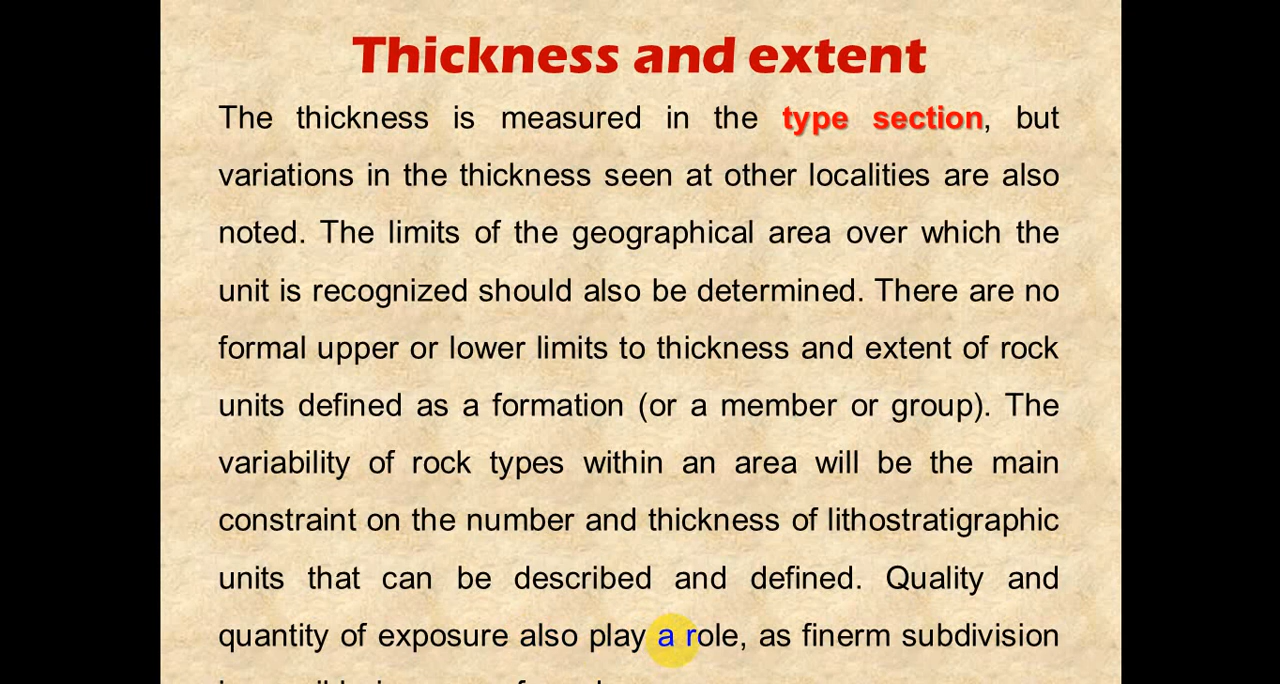 Thickness and extent
The thickness is measured in the type section, but
variations in the thickness seen at other localities are also
noted. The limits of the geographical area over which the
unit is recognized should also be determined. There are no
formal upper or lower limits to thickness and extent of rock
units defined as a formation (or a member or group). The
variability of rock types within an area will be the main
constraint on the number and thickness of lithostratigraphic
units that can be described and defined. Quality and
quantity of exposure also play a role, as finerm subdivision